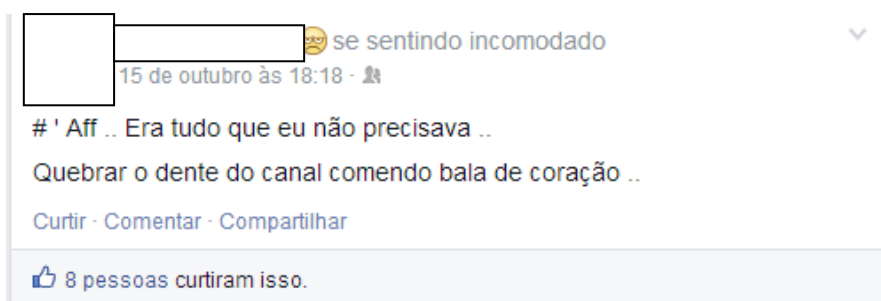 se sentindo incomodado
15 de outubro às 18:18 ·
# ' Aff .. Era tudo que eu não precisava ..
Quebrar o dente do canal comendo bala de coração ..
Curtir · Comentar · Compartilhar
8 pessoas curtiram isso.